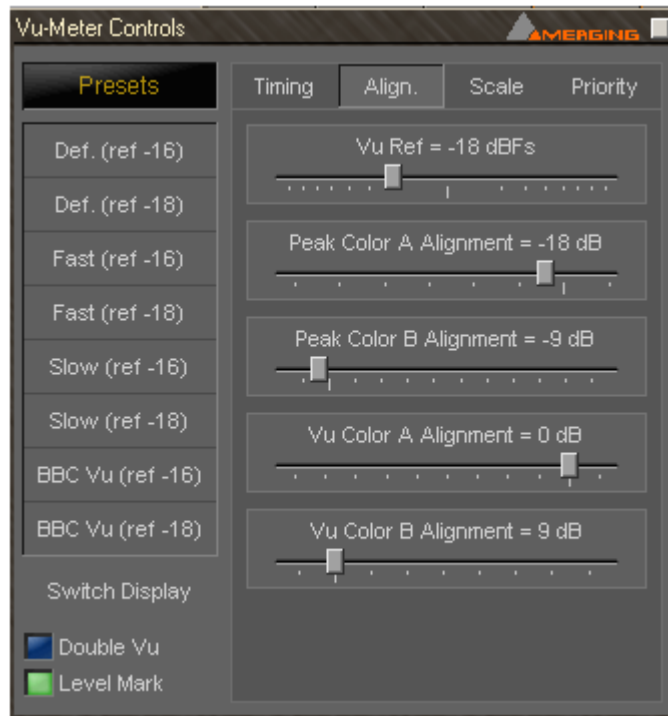 Vu-Meter Controls
AMERGING
Presets
Timing
Align.
Scale
Priority
Def. (ref -16)
Def. (ref -18)
Fast (ref -16)
Fast (ref -18)
Slow (ref -16)
Slow (ref -18)
BBC Vu (ref -16)
BBC Vu (ref -18)
Switch Display
Double Vu
Level Mark
Vu Ref = -18 dBFs
Peak Color A Alignment = -18 dB
Peak Color B Alignment = -9 dB
Vu Color A Alignment = 0 dB
Vu Color B Alignment = 9 dB